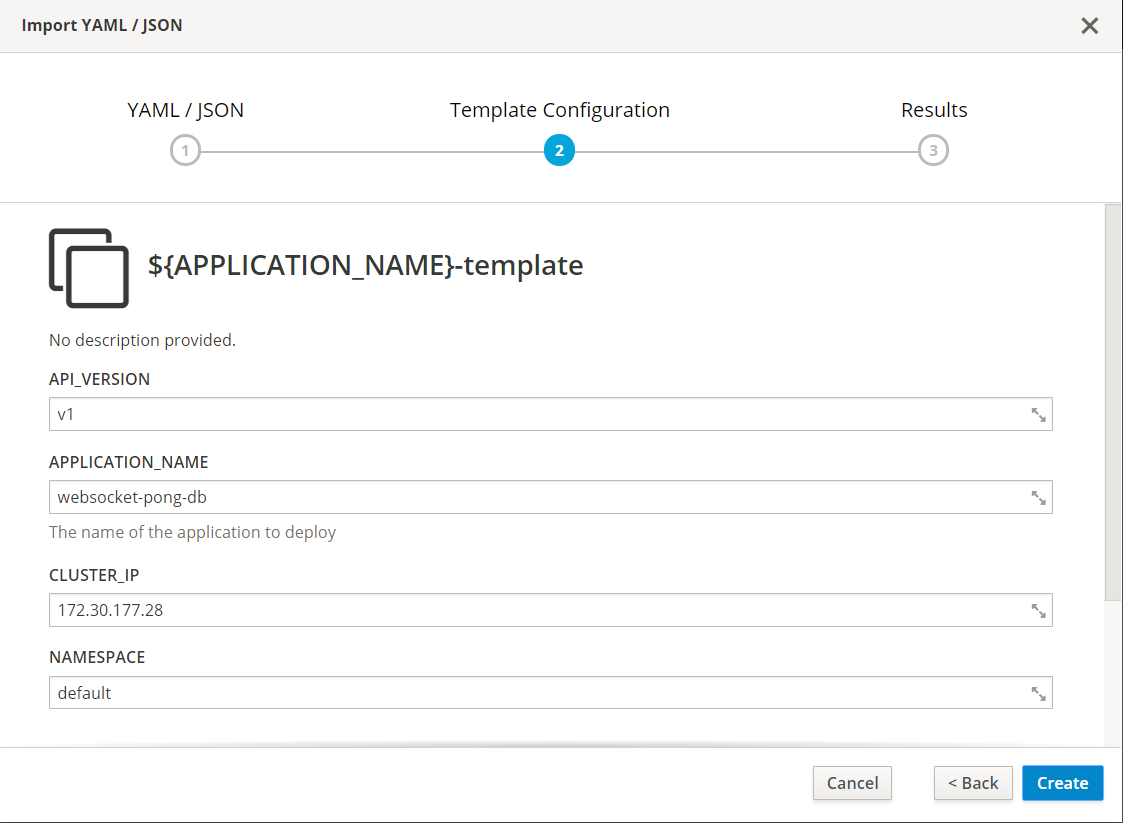 Import YAML / JSON
YAML / JSON
Template Configuration
Results
1
2
3
${APPLICATION_NAME}-template
No description provided.
API_VERSION
v1
APPLICATION_NAME
websocket-pong-db
The name of the application to deploy
CLUSTER_IP
172.30.177.28
NAMESPACE
default
Cancel
< Back
Create